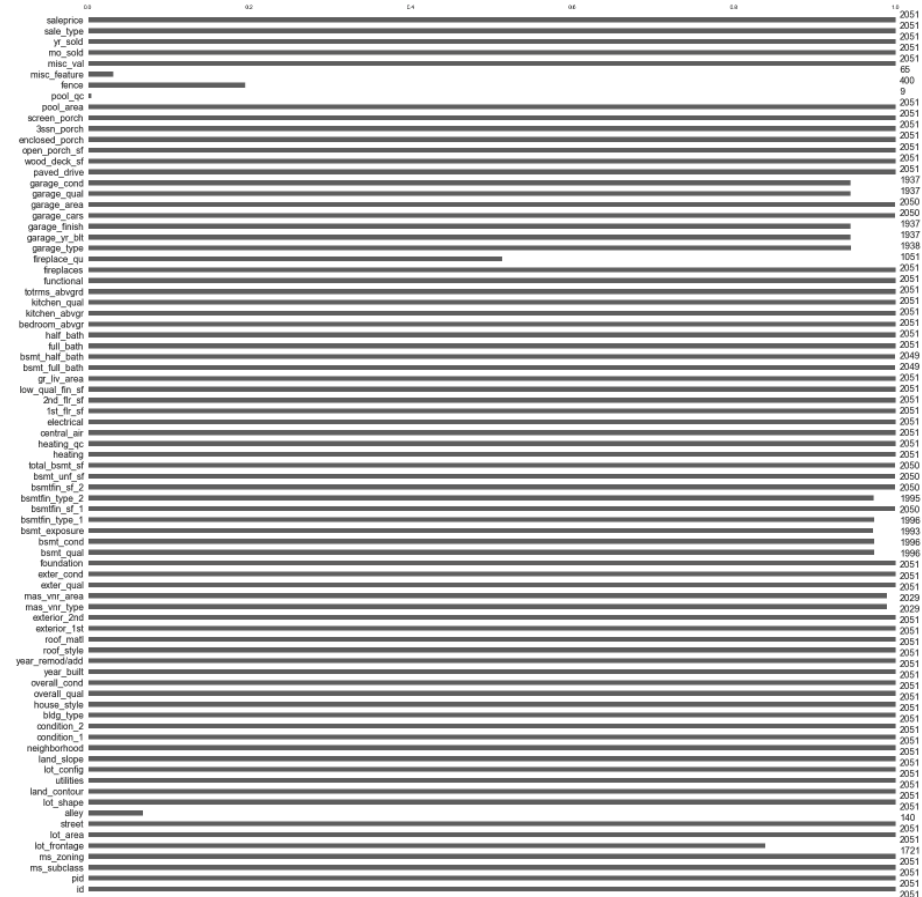 0.0 0.2 0.4 0.6 0.8 1.0
saleprice 2051
sale_type 2051
yr_sold 2051
mo_sold 2051
misc_val 2051
misc_feature 65
fence 400
pool_qc 9
pool_area 2051
screen_porch 2051
3ssn_porch 2051
enclosed_porch 2051
open_porch_sf 2051
wood_deck_sf 2051
paved_drive 2051
garage_cond 1937
garage_qual 1937
garage_area 2050
garage_cars 2050
garage_finish 1937
garage_yr_blt 1937
garage_type 1938
fireplace_qu 1051
fireplaces 2051
functional 2051
totrms_abvgrd 2051
kitchen_qual 2051
kitchen_abvgr 2051
bedroom_abvgr 2051
half_bath 2051
full_bath 2051
bsmt_half_bath 2049
bsmt_full_bath 2049
gr_liv_area 2051
low_qual_fin_sf 2051
2nd_flr_sf 2051
1st_flr_sf 2051
electrical 2051
central_air 2051
heating_qc 2051
heating 2051
total_bsmt_sf 2050
bsmt_unf_sf 2050
bsmtfin_sf_2 2050
bsmtfin_type_2 1995
bsmtfin_sf_1 2050
bsmtfin_type_1 1996
bsmt_exposure 1993
bsmt_cond 1996
bsmt_qual 1996
foundation 2051
exter_cond 2051
exter_qual 2051
mas_vnr_area 2029
mas_vnr_type 2029
exterior_2nd 2051
exterior_1st 2051
roof_matl 2051
roof_style 2051
year_remod/add 2051
year_built 2051
overall_cond 2051
overall_qual 2051
house_style 2051
bldg_type 2051
condition_2 2051
condition_1 2051
neighborhood 2051
land_slope 2051
lot_config 2051
utilities 2051
land_contour 2051
lot_shape 2051
alley 140
street 2051
lot_area 2051
lot_frontage 1721
ms_zoning 2051
ms_subclass 2051
pid 2051
id 2051